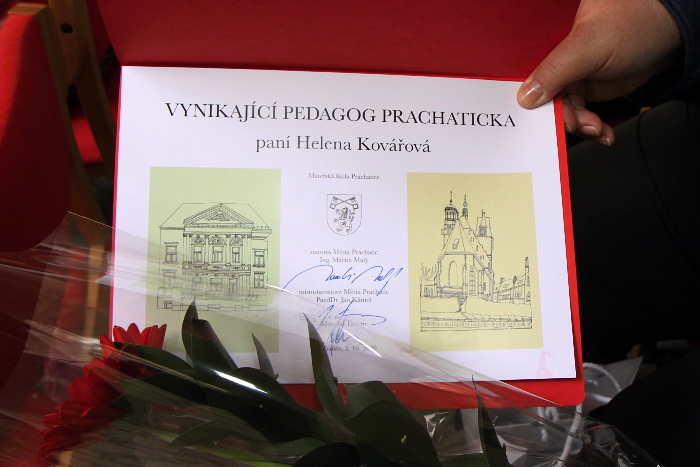 VYNIKAJÍCÍ PEDAGOG PRACHATICKA
paní Helena Kovářová
Mateřská škola Prachatice
starosta Města Prachatic
Ing. Martin Malý
místostarostové Města Prachatic
PaedDr. Jan Klimeš